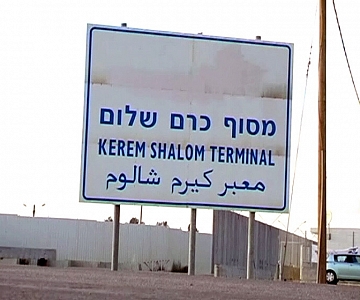 מסוף כרם שלום
KEREM SHALOM TERMINAL
معبر كيرم شالوم